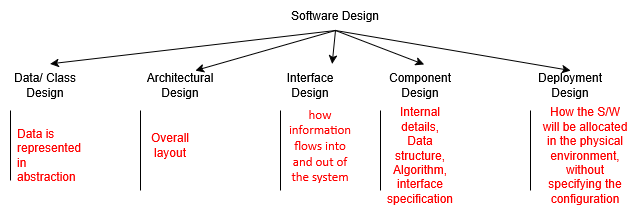 Software Design
Data/ Class
Design
Architectural
Design
Interface
Design
Component
Design
Deployment
Design
Data is
represented
in
abstraction
Overall
layout
how
information
flows into
and out of
the system
Internal
details,
Data
structure,
Algorithm,
interface
specification
How the S/W
will be allocated
in the physical
environment,
without
specifying the
configuration